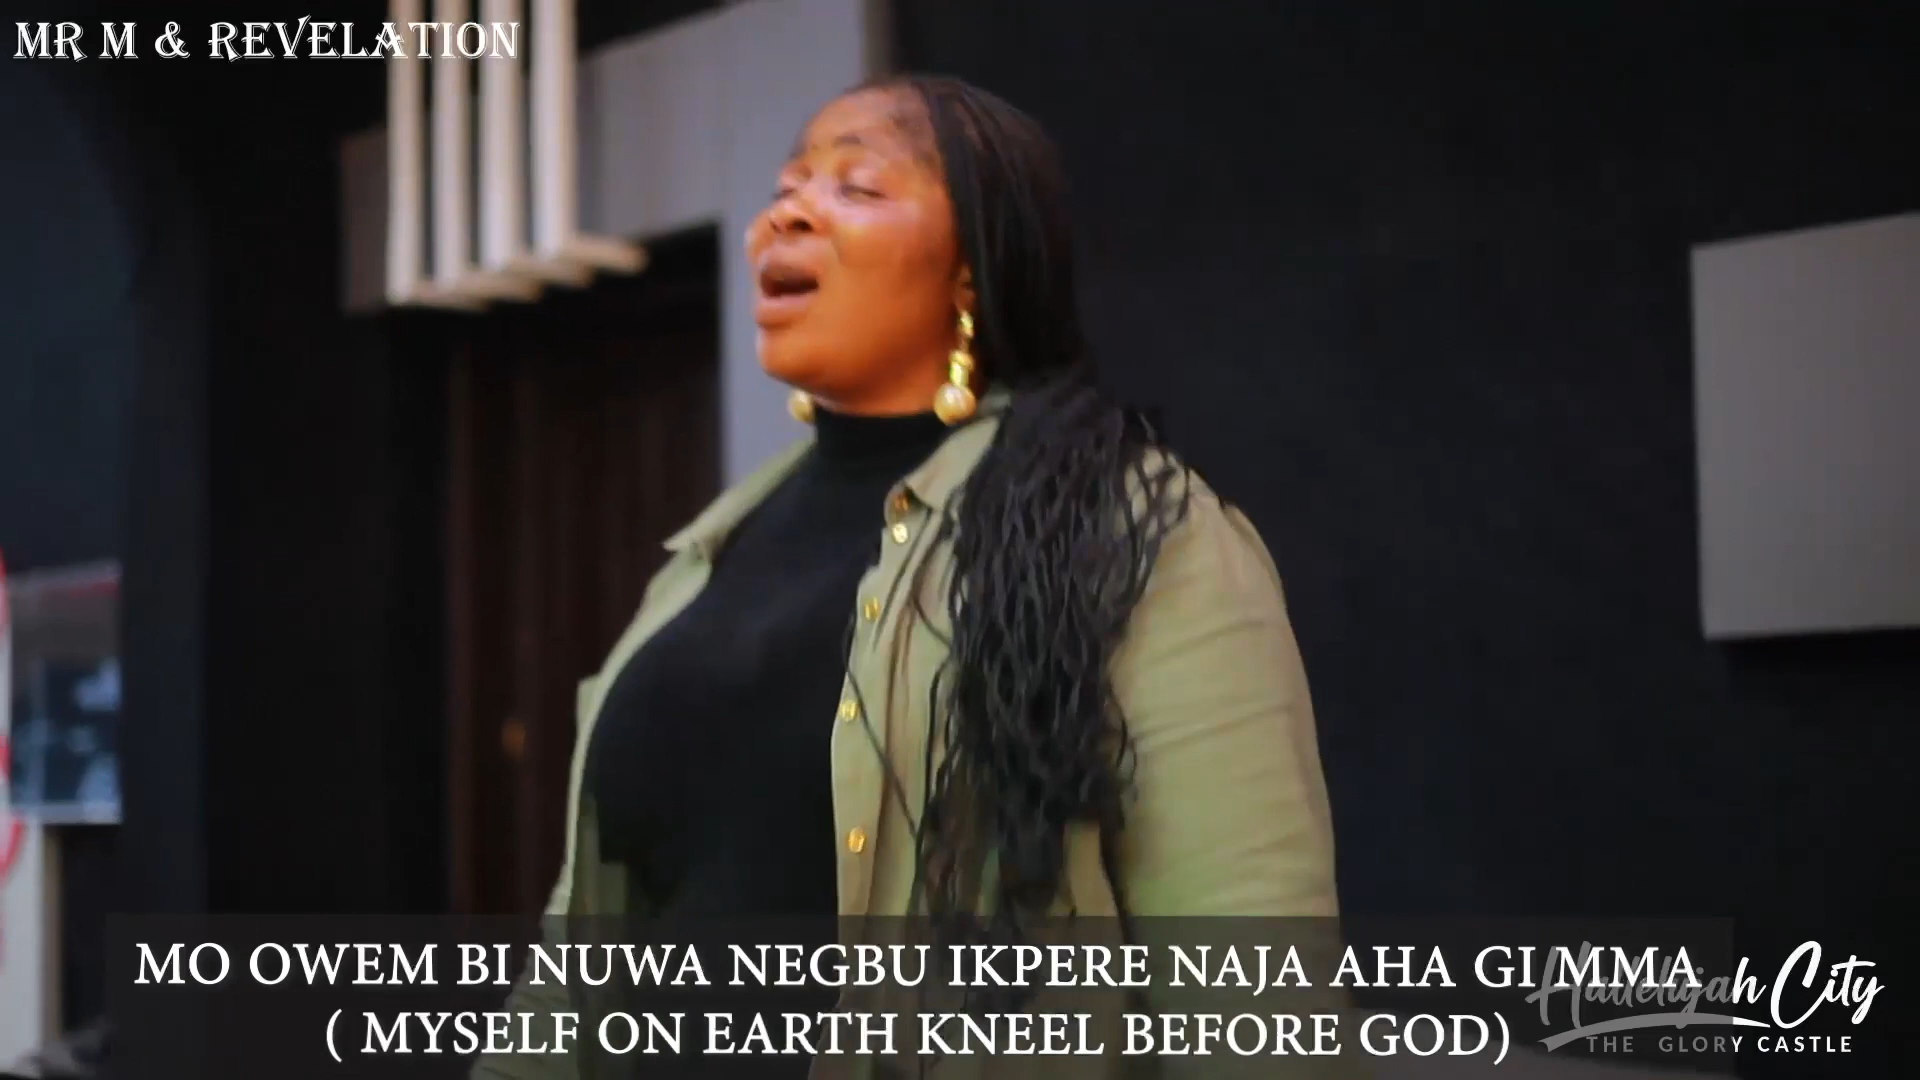 MR M & REVELATION
MO OWEM BI NUWA NEGBU IKPERE NAJA AHA GI MMA
( MYSELF ON EARTH KNEEL BEFORE GOD)
Hallelujah City
THE GLORY CASTLE